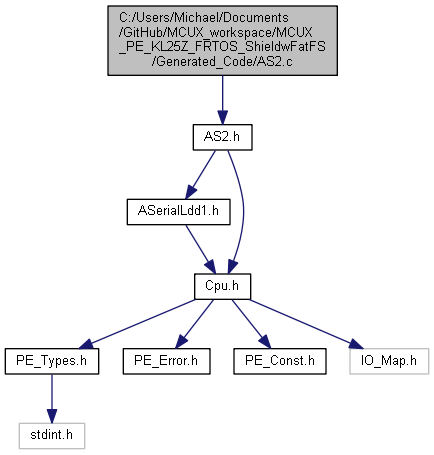 C:/Users/Michael/Documents
/GitHub/MCUX_workspace/MCUX
_PE_KL25Z_FRTOS_ShieldwFatFS
/Generated_Code/AS2.c
AS2.h
ASerialLdd1.h
Cpu.h
PE_Types.h
PE_Error.h
PE_Const.h
IO_Map.h
stdint.h